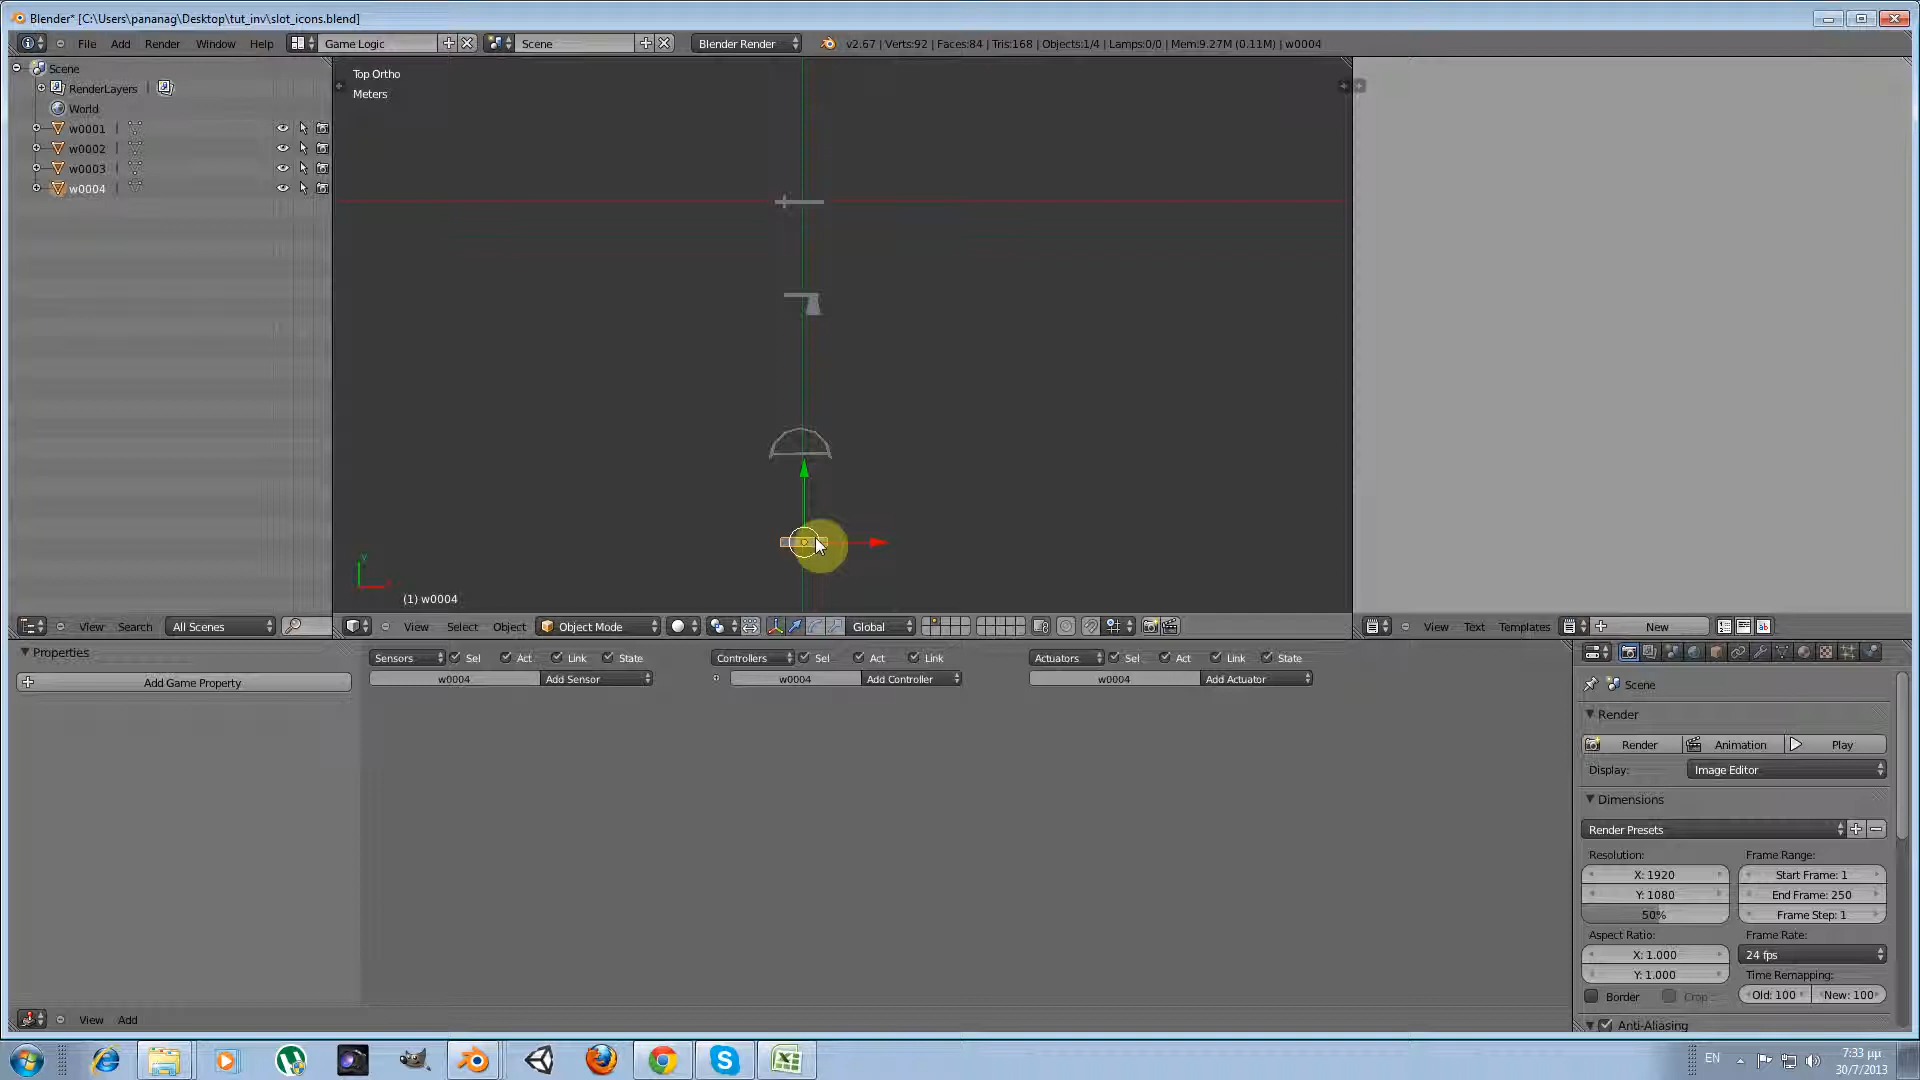 Blender* [C:\Users\pananag\Desktop\tut_inv\slot_icons.blend]
File Add Render Window Help Game Logic Scene Blender Render v2.67 | Verts:92 | Faces:84 | Tris:168 | Objects:1/4 | Lamps:0/0 | Mem:9.27M (0.11M) | w0004
Scene
RenderLayers
World
w0001
w0002
w0003
w0004
Top Ortho
Meters
(1) w0004
View Search All Scenes
View Select Object Object Mode Global
View Text Templates New
Properties
Add Game Property
Sensors Sel Act Link State
w0004 Add Sensor
Controllers Sel Act Link
w0004 Add Controller
Actuators Sel Act Link State
w0004 Add Actuator
Scene
Render
Render Animation Play
Display: Image Editor
Dimensions
Render Presets
Resolution: Frame Range:
X: 1920 Start Frame: 1
Y: 1080 End Frame: 250
50% Frame Step: 1
Aspect Ratio: Frame Rate:
X: 1.000 24 fps
Y: 1.000 Time Remapping:
Border Crop Old: 100 New: 100
Anti-Aliasing
View Add
EN
7:33 μμ
30/7/2013